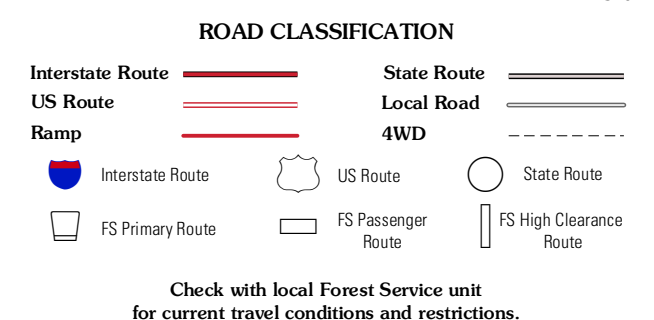 ROAD CLASSIFICATION
Interstate Route
State Route
US Route
Local Road
Ramp
4WD
Interstate Route
US Route
State Route
FS Primary Route
FS Passenger
Route
FS High Clearance
Route
Check with local Forest Service unit
for current travel conditions and restrictions.